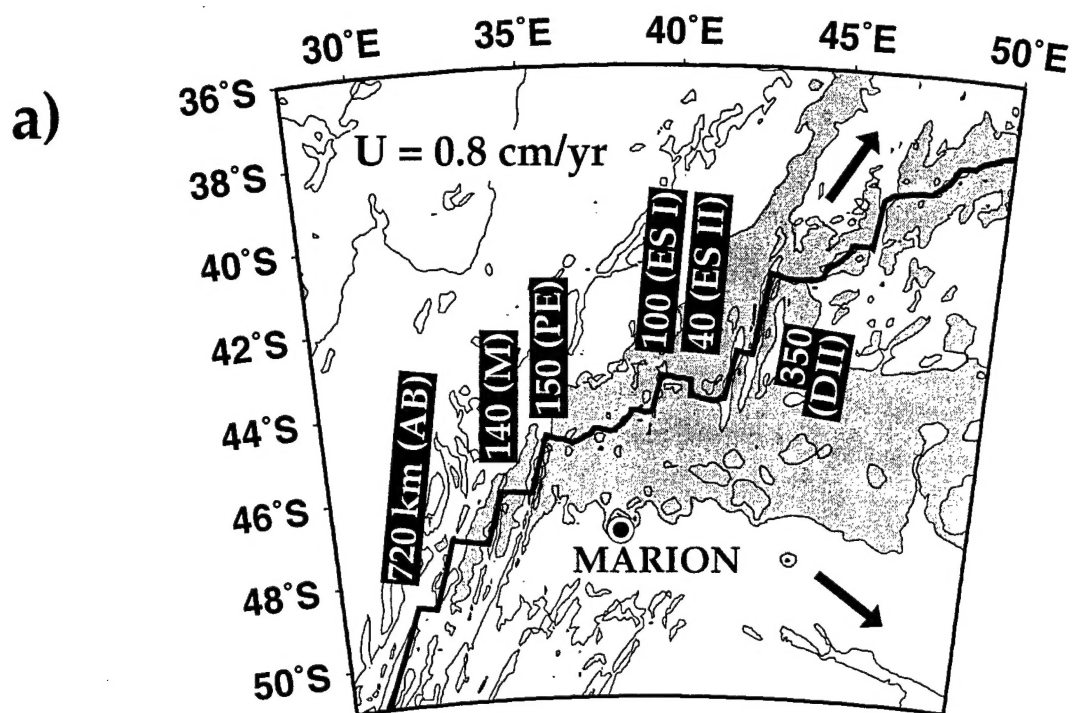 30°E 35°E 40°E 45°E 50°E
a)
36°S
38°S
40°S
42°S
44°S
46°S
48°S
50°S
U = 0.8 cm/yr
720 km (AB)
140 (M)
150 (PE)
100 (ES I)
40 (ES II)
350
(DII)
MARION